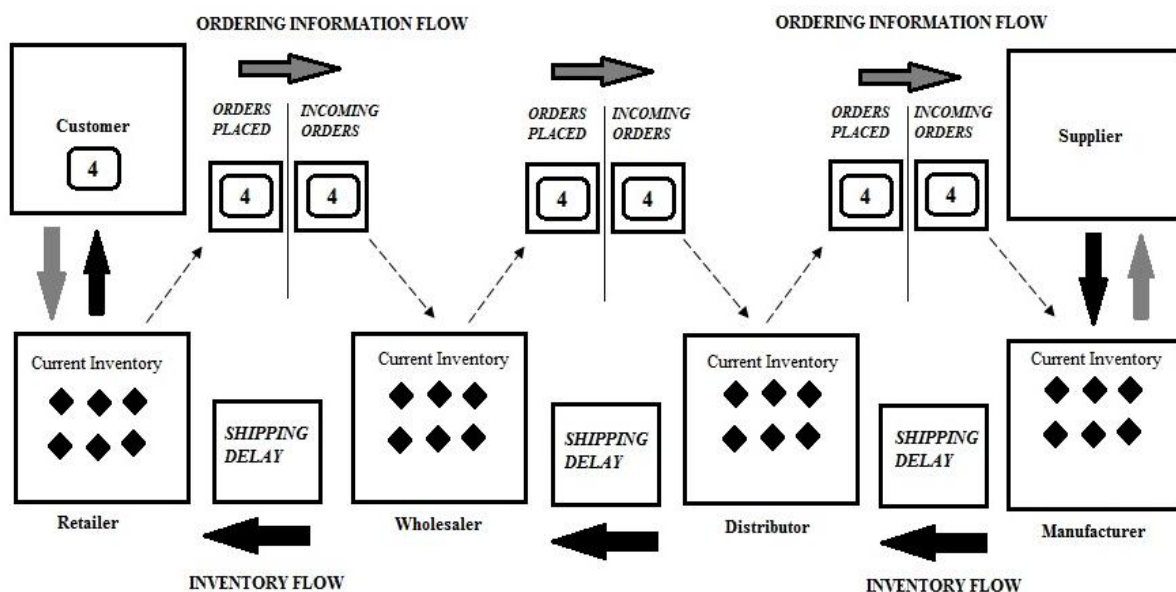 ORDERING INFORMATION FLOW
ORDERING INFORMATION FLOW
Customer
4
ORDERS
PLACED
INCOMING
ORDERS
4
4
ORDERS
PLACED
INCOMING
ORDERS
4
4
ORDERS
PLACED
INCOMING
ORDERS
4
4
Supplier
Current Inventory
SHIPPING
DELAY
Current Inventory
SHIPPING
DELAY
Current Inventory
SHIPPING
DELAY
Current Inventory
Retailer
Wholesaler
Distributor
Manufacturer
INVENTORY FLOW
INVENTORY FLOW